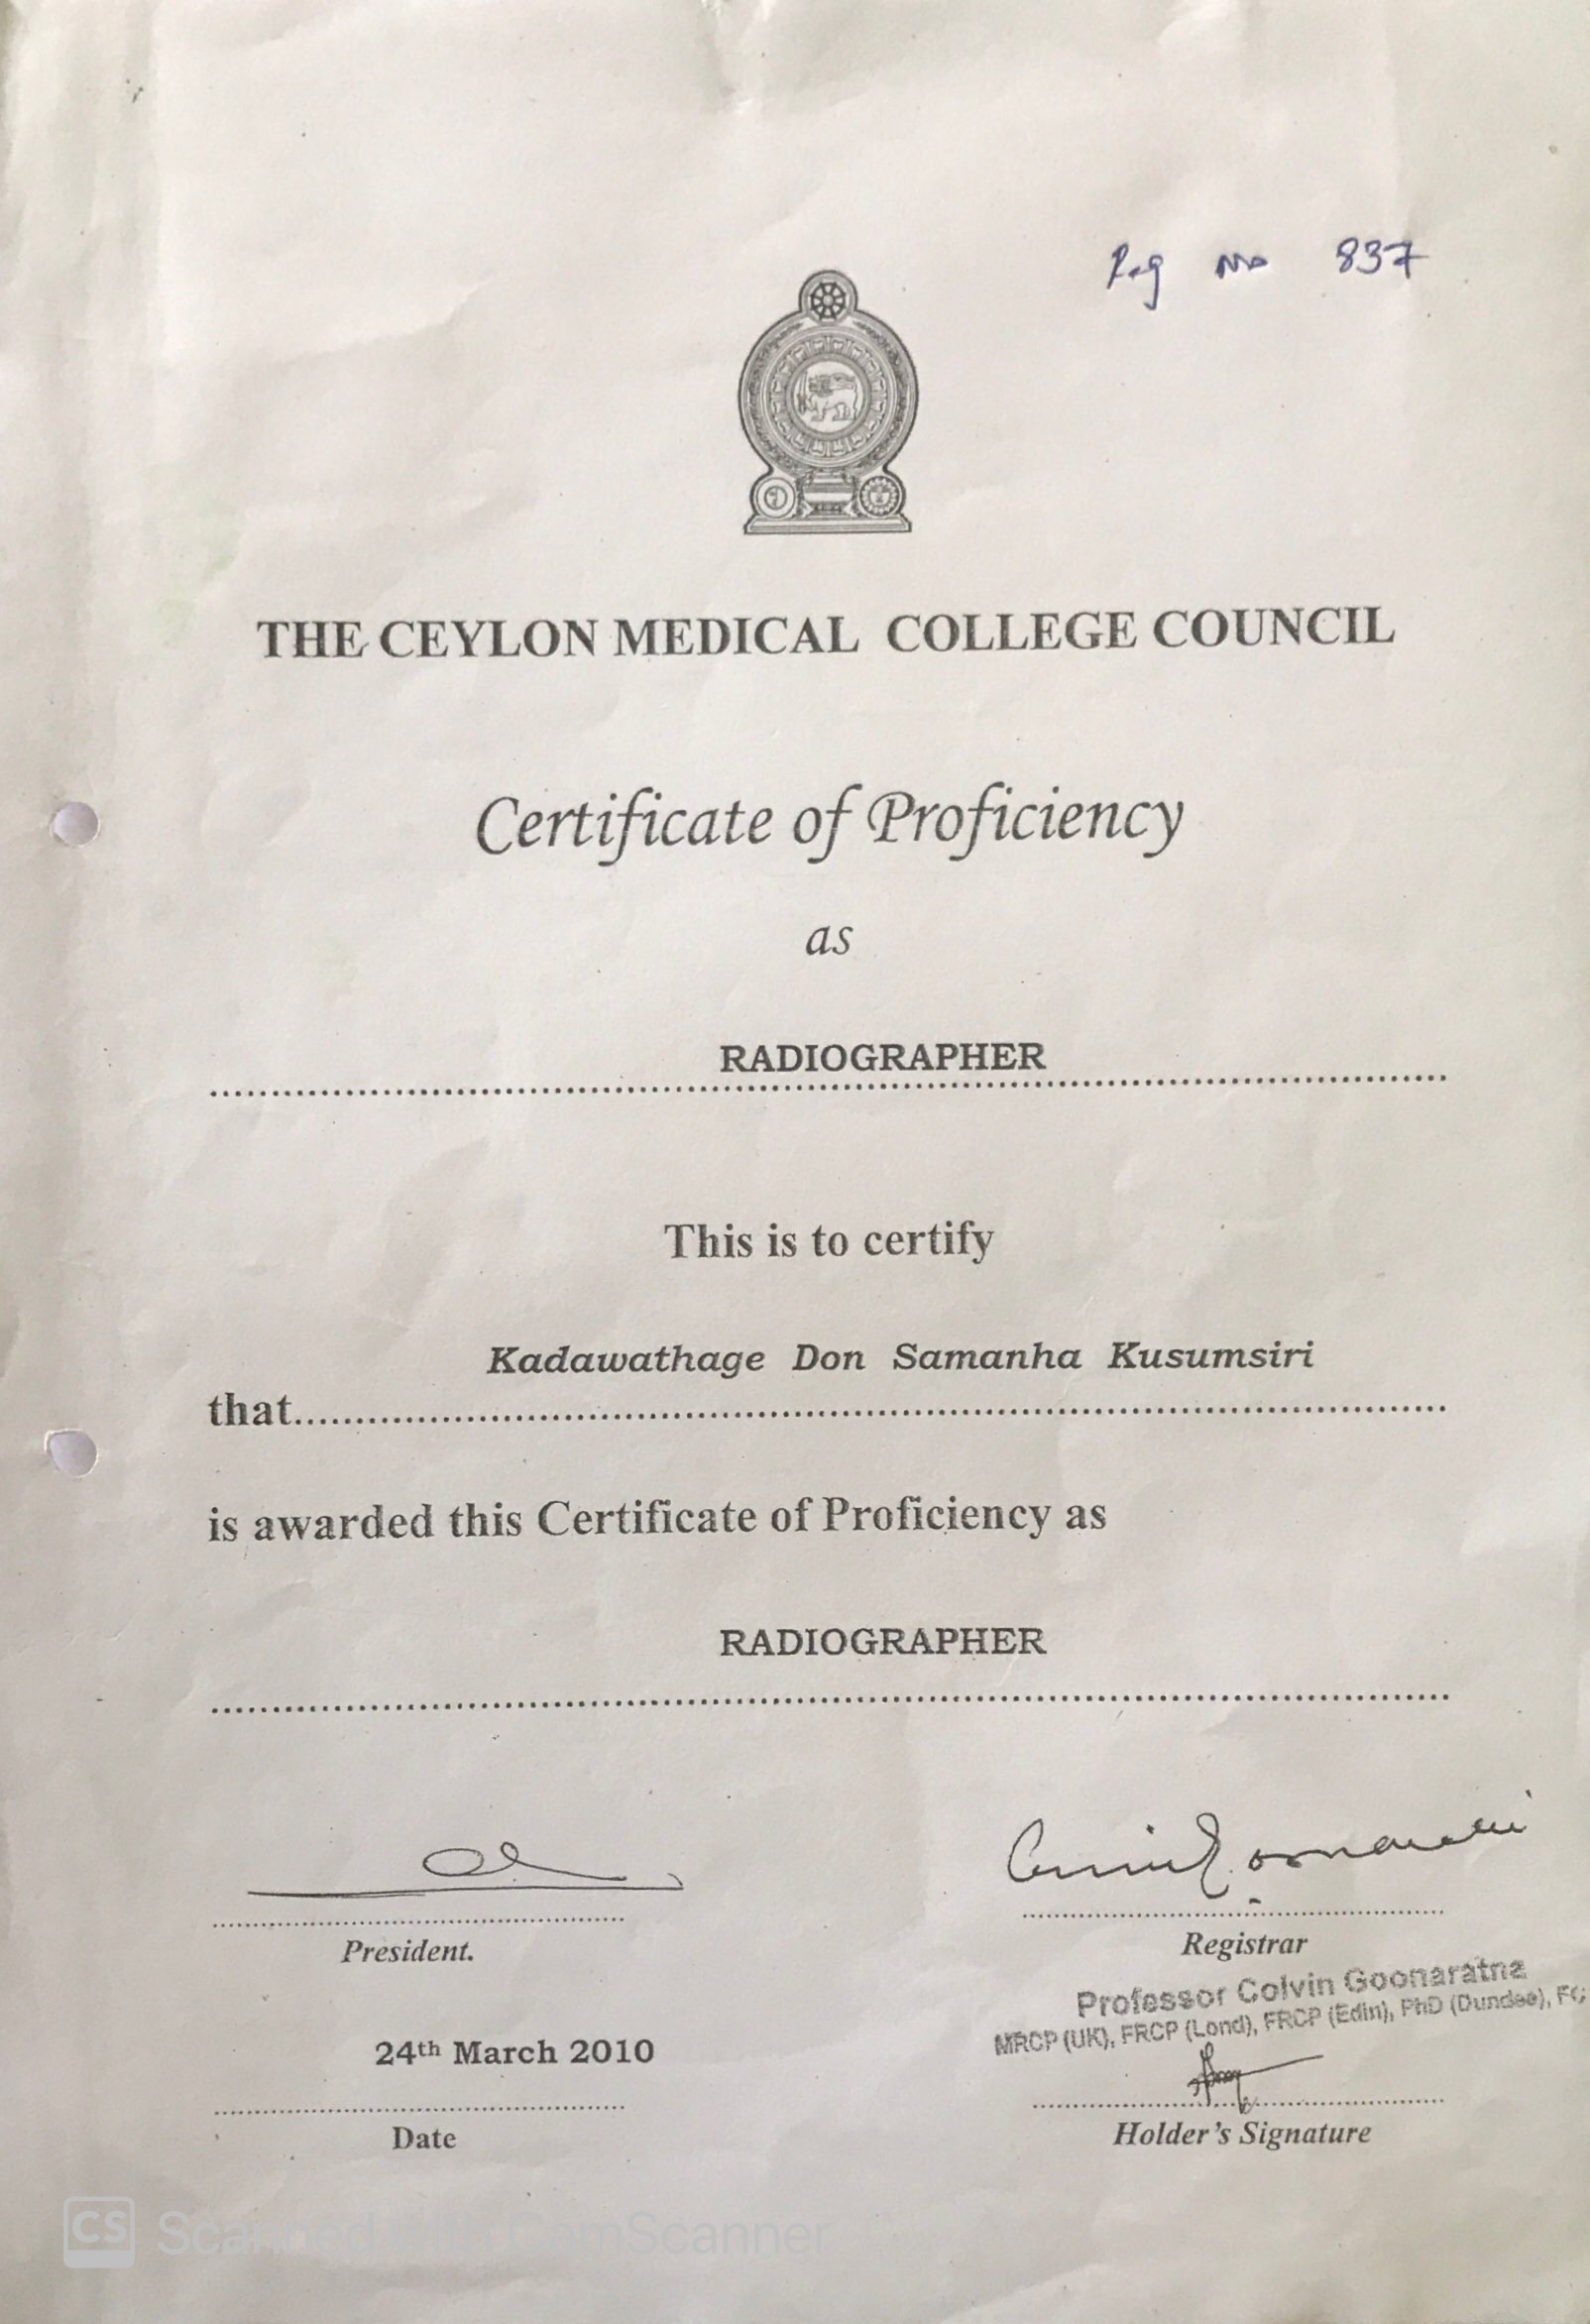 Reg No 837
THE CEYLON MEDICAL COLLEGE COUNCIL
Certificate of Proficiency
as
RADIOGRAPHER
This is to certify
Kadawathage Don Samanha Kusumsiri
that
is awarded this Certificate of Proficiency as
RADIOGRAPHER
President.
Registrar
Professor Colvin Goonaratna
MRCP (UK), FRCP (Lond), FRCP (Edin), PhD (Dundee),
24th March 2010
Date
Holder's Signature
CS Scanned with CamScanner